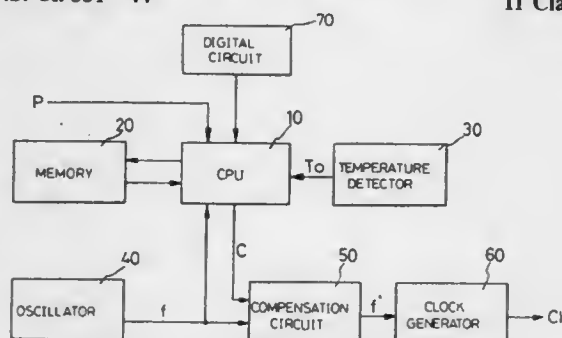 11 Cla
70
DIGITAL
CIRCUIT
P
20
10
30
MEMORY
CPU
To
TEMPERATURE
DETECTOR
C
40
50
60
OSCILLATOR
f
COMPENSATION
CIRCUIT
f*
CLOCK
GENERATOR